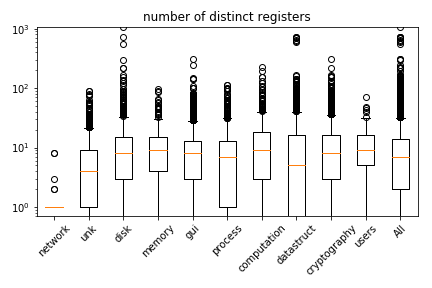 number of distinct registers
10³
10²
10¹
10⁰
network
unk
disk
memory
gui
process
computation
datastruct
cryptography
users
All